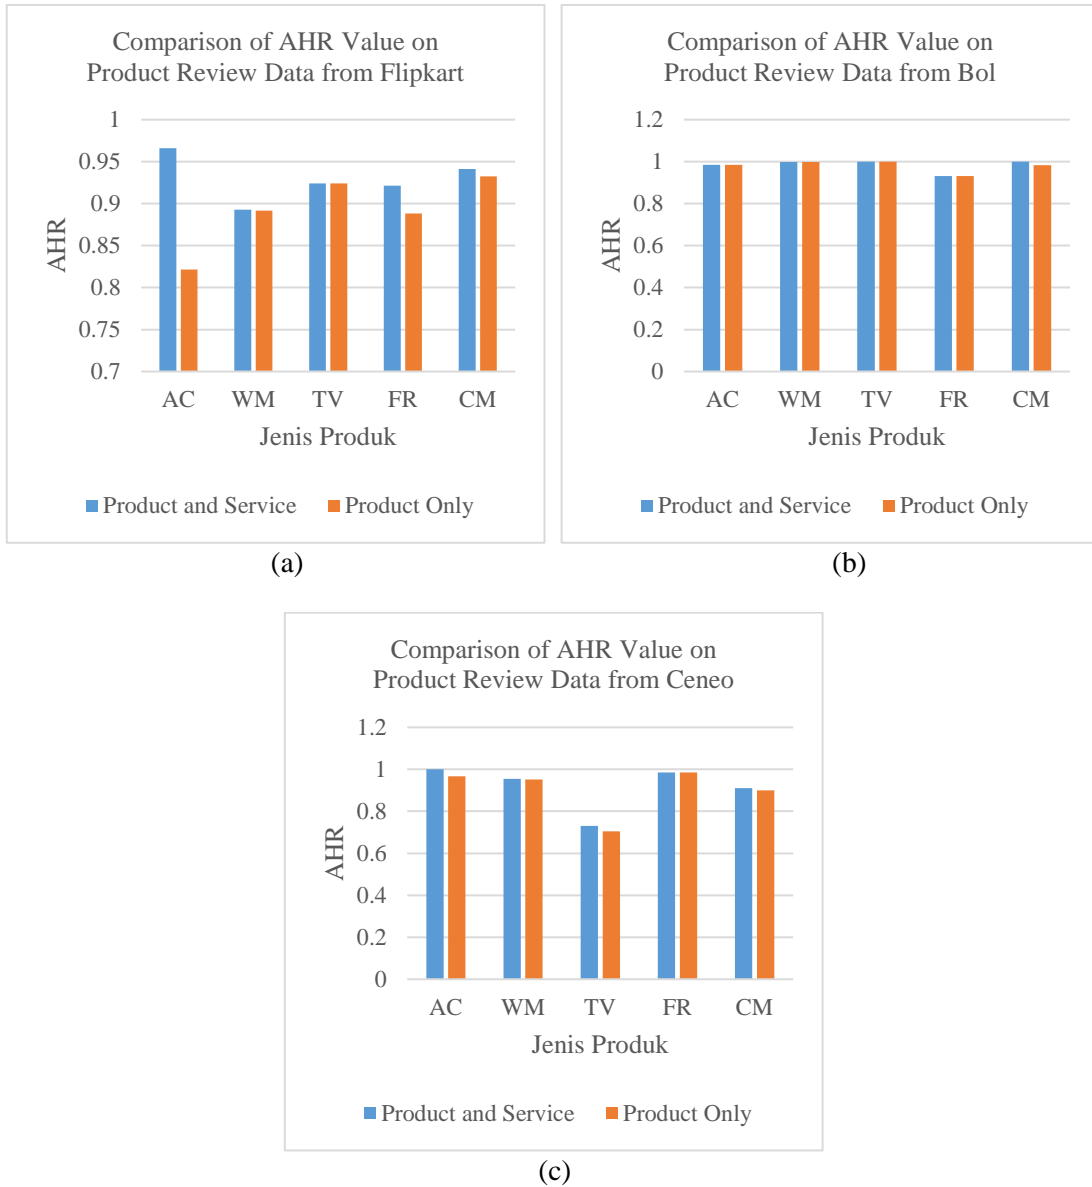 Comparison of AHR Value on
Product Review Data from Flipkart
1
0.95
0.9
0.85
0.8
0.75
0.7
AHR
AC WM TV FR CM
Jenis Produk
Product and Service Product Only
(a)
Comparison of AHR Value on
Product Review Data from Bol
1.2
1
0.8
0.6
0.4
0.2
0
AHR
AC WM TV FR CM
Jenis Produk
Product and Service Product Only
(b)
Comparison of AHR Value on
Product Review Data from Ceneo
1.2
1
0.8
0.6
0.4
0.2
0
AHR
AC WM TV FR CM
Jenis Produk
Product and Service Product Only
(c)